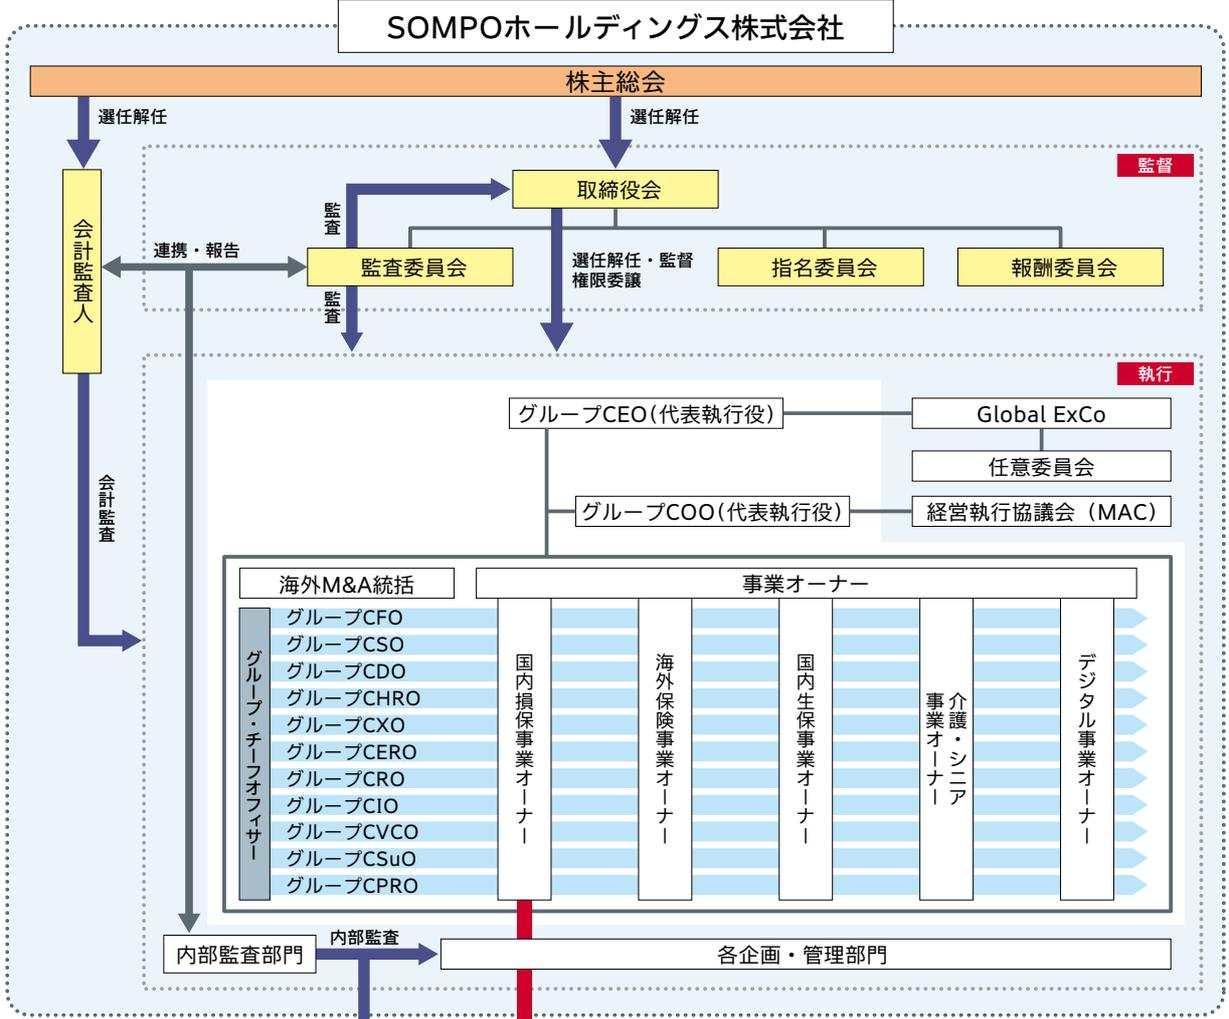 SOMPOホールディングス株式会社
株主総会
選任解任
選任解任
監督
取締役会
会計監査人
監査
連携・報告
監査委員会
選任解任・監督
権限委譲
指名委員会
報酬委員会
監査
執行
グループCEO(代表執行役)
Global ExCo
任意委員会
会計監査
グループCOO(代表執行役)
経営執行協議会(MAC)
海外M&A統括
事業オーナー
グループ・チーフオフィサー
グループCFO
グループCSO
グループCDO
グループCHRO
グループCXO
グループCERO
グループCRO
グループCIO
グループCVCO
グループCSuO
グループCPRO
国内損保事業オーナー
海外保険事業オーナー
国内生保事業オーナー
介護・シニア
事業オーナー
デジタル事業オーナー
内部監査部門
内部監査
各企画・管理部門